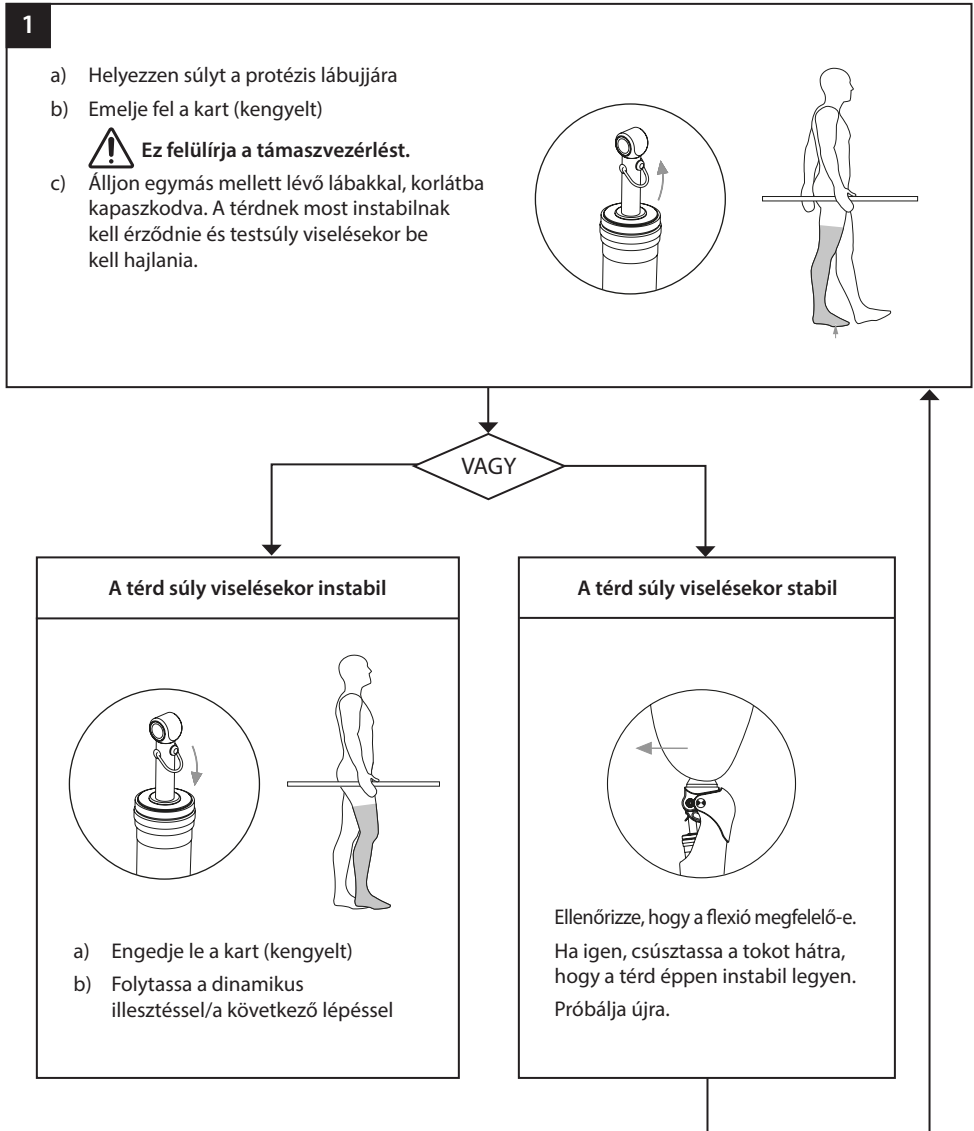 1
a) Helyezzen súlyt a protézis lábujjára
b) Emelje fel a kart (kengyelt)
Ez felülírja a támaszvezérlést.
c) Álljon egymás mellett lévő lábakkal, korlátba
kapaszkodva. A térdnek most instabilnak
kell érződnie és testsúly viselésekor be
kell hajlania.
VAGY
A térd súly viselésekor instabil
a) Engedje le a kart (kengyelt)
b) Folytassa a dinamikus
illesztéssel/a következő lépéssel
A térd súly viselésekor stabil
Ellenőrizze, hogy a flexió megfelelő-e.
Ha igen, csúsztassa a tokot hátra,
hogy a térd éppen instabil legyen.
Próbálja újra.